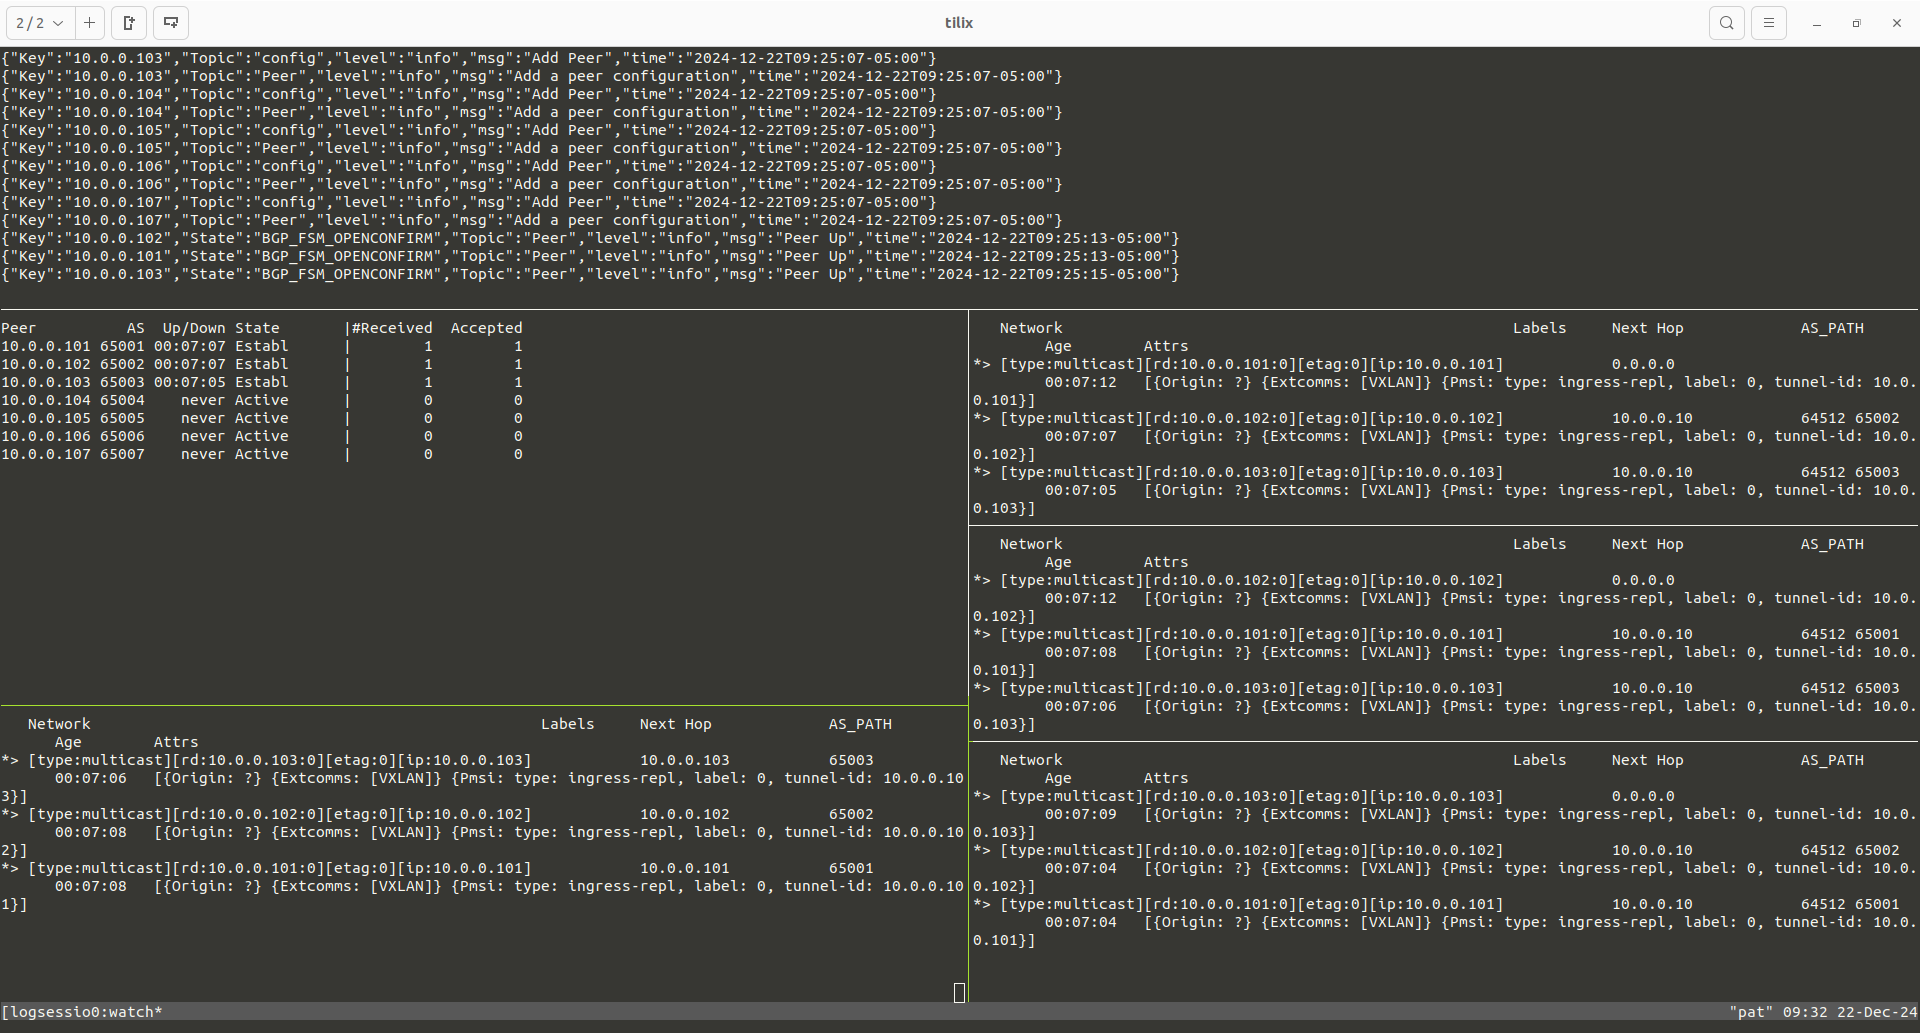 2 / 2
tilix
{"Key":"10.0.0.103","Topic":"config","level":"info","msg":"Add Peer","time":"2024-12-22T09:25:07-05:00"}
{"Key":"10.0.0.103","Topic":"Peer","level":"info","msg":"Add a peer configuration","time":"2024-12-22T09:25:07-05:00"}
{"Key":"10.0.0.104","Topic":"config","level":"info","msg":"Add Peer","time":"2024-12-22T09:25:07-05:00"}
{"Key":"10.0.0.104","Topic":"Peer","level":"info","msg":"Add a peer configuration","time":"2024-12-22T09:25:07-05:00"}
{"Key":"10.0.0.105","Topic":"config","level":"info","msg":"Add Peer","time":"2024-12-22T09:25:07-05:00"}
{"Key":"10.0.0.105","Topic":"Peer","level":"info","msg":"Add a peer configuration","time":"2024-12-22T09:25:07-05:00"}
{"Key":"10.0.0.106","Topic":"config","level":"info","msg":"Add Peer","time":"2024-12-22T09:25:07-05:00"}
{"Key":"10.0.0.106","Topic":"Peer","level":"info","msg":"Add a peer configuration","time":"2024-12-22T09:25:07-05:00"}
{"Key":"10.0.0.107","Topic":"config","level":"info","msg":"Add Peer","time":"2024-12-22T09:25:07-05:00"}
{"Key":"10.0.0.107","Topic":"Peer","level":"info","msg":"Add a peer configuration","time":"2024-12-22T09:25:07-05:00"}
{"Key":"10.0.0.102","State":"BGP_FSM_OPENCONFIRM","Topic":"Peer","level":"info","msg":"Peer Up","time":"2024-12-22T09:25:13-05:00"}
{"Key":"10.0.0.101","State":"BGP_FSM_OPENCONFIRM","Topic":"Peer","level":"info","msg":"Peer Up","time":"2024-12-22T09:25:13-05:00"}
{"Key":"10.0.0.103","State":"BGP_FSM_OPENCONFIRM","Topic":"Peer","level":"info","msg":"Peer Up","time":"2024-12-22T09:25:15-05:00"}
Peer AS Up/Down State |#Received Accepted
10.0.0.101 65001 00:07:07 Establ | 1 1
10.0.0.102 65002 00:07:07 Establ | 1 1
10.0.0.103 65003 00:07:05 Establ | 1 1
10.0.0.104 65004 never Active | 0 0
10.0.0.105 65005 never Active | 0 0
10.0.0.106 65006 never Active | 0 0
10.0.0.107 65007 never Active | 0 0
Network Labels Next Hop AS_PATH
Age Attrs
*> [type:multicast][rd:10.0.0.103:0][etag:0][ip:10.0.0.103] 10.0.0.103 65003
00:07:06 [{Origin: ?} {Extcomms: [VXLAN]} {Pmsi: type: ingress-repl, label: 0, tunnel-id: 10.0.0.10
3}]
*> [type:multicast][rd:10.0.0.102:0][etag:0][ip:10.0.0.102] 10.0.0.102 65002
00:07:08 [{Origin: ?} {Extcomms: [VXLAN]} {Pmsi: type: ingress-repl, label: 0, tunnel-id: 10.0.0.10
2}]
*> [type:multicast][rd:10.0.0.101:0][etag:0][ip:10.0.0.101] 10.0.0.101 65001
00:07:08 [{Origin: ?} {Extcomms: [VXLAN]} {Pmsi: type: ingress-repl, label: 0, tunnel-id: 10.0.0.10
1}]
Network Labels Next Hop AS_PATH
Age Attrs
*> [type:multicast][rd:10.0.0.101:0][etag:0][ip:10.0.0.101] 0.0.0.0
00:07:12 [{Origin: ?} {Extcomms: [VXLAN]} {Pmsi: type: ingress-repl, label: 0, tunnel-id: 10.0.
0.101}]
*> [type:multicast][rd:10.0.0.102:0][etag:0][ip:10.0.0.102] 10.0.0.10 64512 65002
00:07:07 [{Origin: ?} {Extcomms: [VXLAN]} {Pmsi: type: ingress-repl, label: 0, tunnel-id: 10.0.
0.102}]
*> [type:multicast][rd:10.0.0.103:0][etag:0][ip:10.0.0.103] 10.0.0.10 64512 65003
00:07:05 [{Origin: ?} {Extcomms: [VXLAN]} {Pmsi: type: ingress-repl, label: 0, tunnel-id: 10.0.
0.103}]
Network Labels Next Hop AS_PATH
Age Attrs
*> [type:multicast][rd:10.0.0.102:0][etag:0][ip:10.0.0.102] 0.0.0.0
00:07:12 [{Origin: ?} {Extcomms: [VXLAN]} {Pmsi: type: ingress-repl, label: 0, tunnel-id: 10.0.
0.102}]
*> [type:multicast][rd:10.0.0.101:0][etag:0][ip:10.0.0.101] 10.0.0.10 64512 65001
00:07:08 [{Origin: ?} {Extcomms: [VXLAN]} {Pmsi: type: ingress-repl, label: 0, tunnel-id: 10.0.
0.101}]
*> [type:multicast][rd:10.0.0.103:0][etag:0][ip:10.0.0.103] 10.0.0.10 64512 65003
00:07:06 [{Origin: ?} {Extcomms: [VXLAN]} {Pmsi: type: ingress-repl, label: 0, tunnel-id: 10.0.
0.103}]
Network Labels Next Hop AS_PATH
Age Attrs
*> [type:multicast][rd:10.0.0.103:0][etag:0][ip:10.0.0.103] 0.0.0.0
00:07:09 [{Origin: ?} {Extcomms: [VXLAN]} {Pmsi: type: ingress-repl, label: 0, tunnel-id: 10.0.
0.103}]
*> [type:multicast][rd:10.0.0.102:0][etag:0][ip:10.0.0.102] 10.0.0.10 64512 65002
00:07:04 [{Origin: ?} {Extcomms: [VXLAN]} {Pmsi: type: ingress-repl, label: 0, tunnel-id: 10.0.
0.102}]
*> [type:multicast][rd:10.0.0.101:0][etag:0][ip:10.0.0.101] 10.0.0.10 64512 65001
00:07:04 [{Origin: ?} {Extcomms: [VXLAN]} {Pmsi: type: ingress-repl, label: 0, tunnel-id: 10.0.
0.101}]
[logsessio0:watch* "pat" 09:32 22-Dec-24